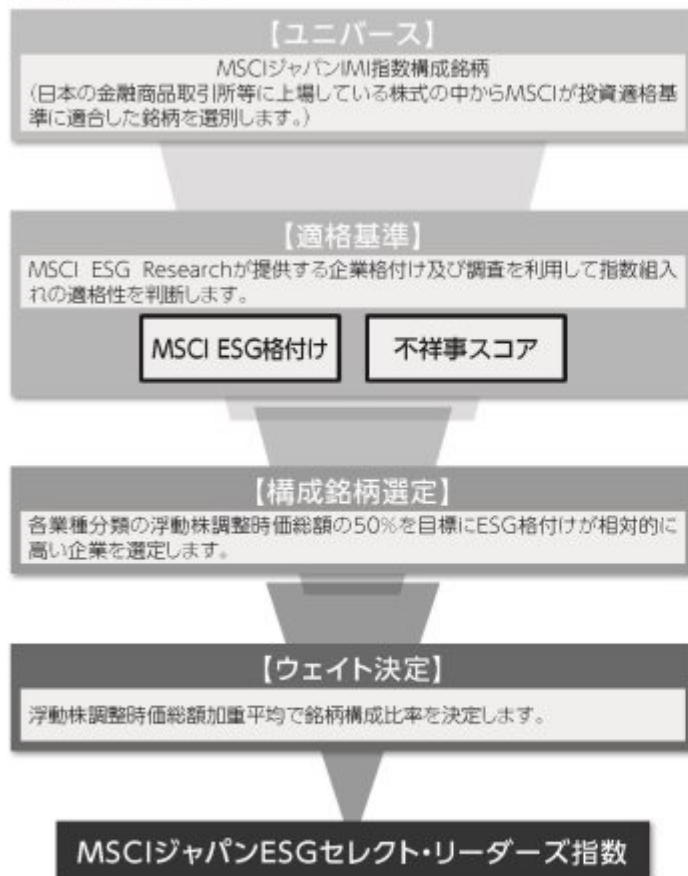 【ユニバース】
MSCIジャパンIMI指数構成銘柄
(日本の金融商品取引所等に上場している株式の中からMSCIが投資適格基
準に適合した銘柄を選別します。)
【適格基準】
MSCI ESG Researchが提供する企業格付け及び調査を利用して指数組入
れの適格性を判断します。
MSCI ESG格付け
不祥事スコア
【構成銘柄選定】
各業種分類の浮動株調整時価総額の50%を目標にESG格付けが相対的に
高い企業を選定します。
【ウェイト決定】
浮動株調整時価総額加重平均で銘柄構成比率を決定します。
MSCIジャパンESGセレクト・リーダーズ指数